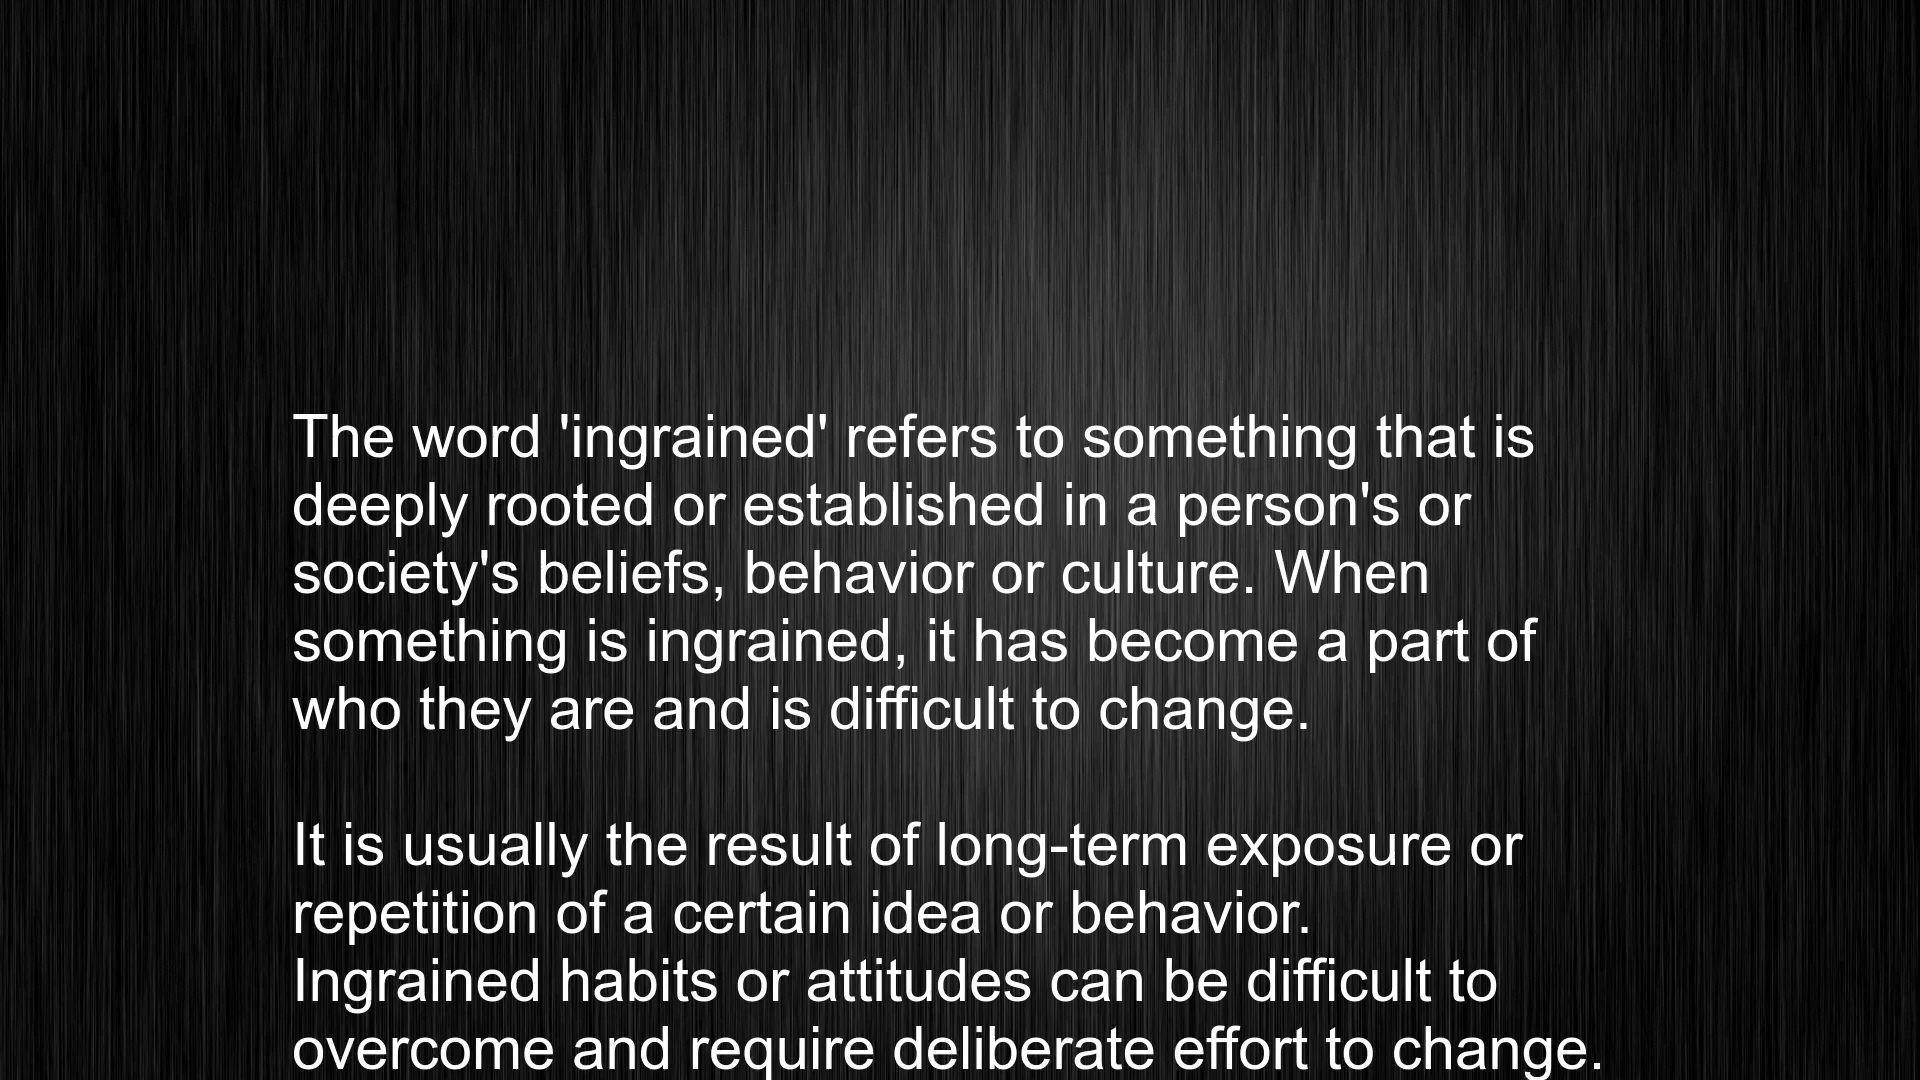 The word 'ingrained' refers to something that is
deeply rooted or established in a person's or
society's beliefs, behavior or culture. When
something is ingrained, it has become a part of
who they are and is difficult to change.
It is usually the result of long-term exposure or
repetition of a certain idea or behavior.
Ingrained habits or attitudes can be difficult to
overcome and require deliberate effort to change.